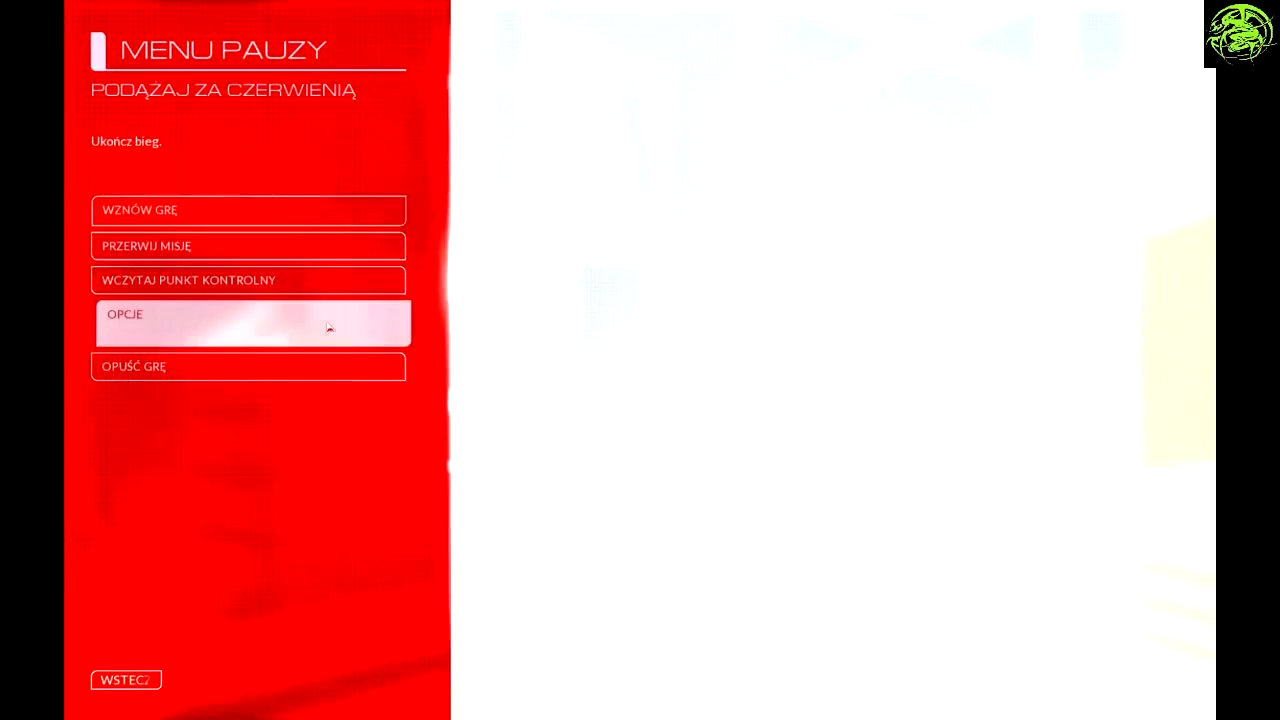 MENU PAUZY
PODĄŻAJ ZA CZERWIENIĄ
Ukończ bieg.
WZNÓW GRĘ
PRZERWIJ MISJĘ
WCZYTAJ PUNKT KONTROLNY
OPCJE
OPUŚĆ GRĘ
WSTECZ